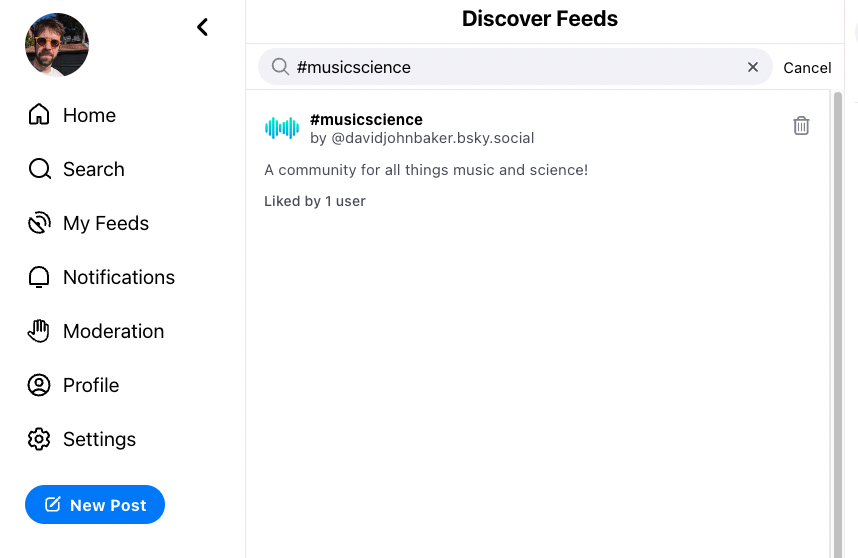 Discover Feeds
#musicscience
Cancel
Home
Search
My Feeds
Notifications
Moderation
Profile
Settings
New Post
#musicscience
by @davidjohnbaker.bsky.social
A community for all things music and science!
Liked by 1 user